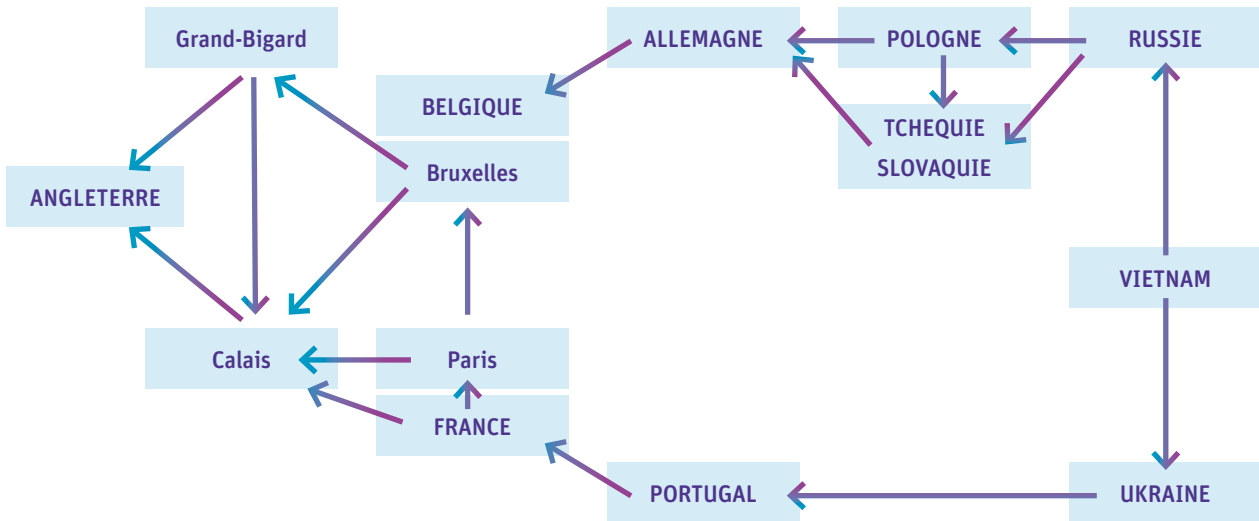 Grand-Bigard
ALLEMAGNE
POLOGNE
RUSSIE
BELGIQUE
TCHEQUIE
SLOVAQUIE
Bruxelles
ANGLETERRE
VIETNAM
Calais
Paris
FRANCE
PORTUGAL
UKRAINE